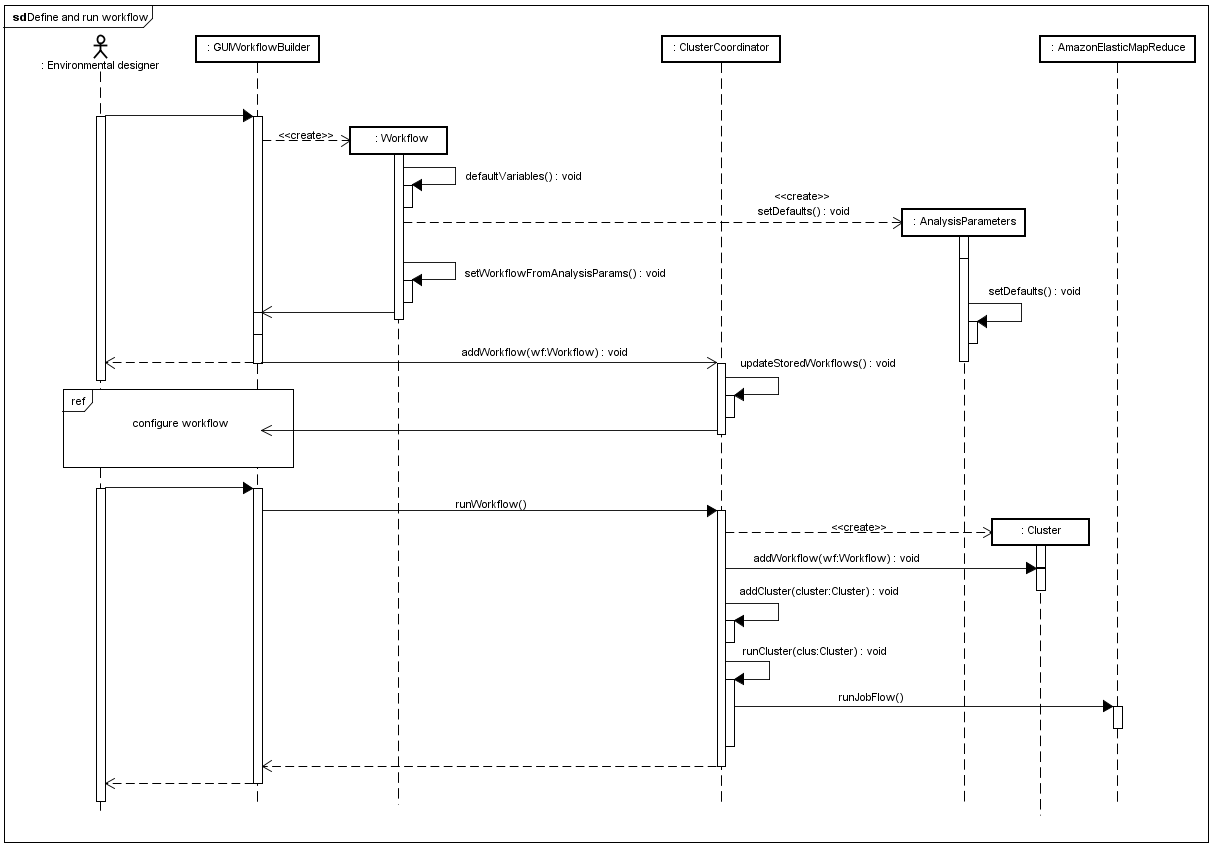 sdDefine and run workflow
: Environmental designer
: GUIWorkflowBuilder
: ClusterCoordinator
: AmazonElasticMapReduce
<<create>>
: Workflow
defaultVariables() : void
<<create>>
setDefaults() : void
: AnalysisParameters
setWorkflowFromAnalysisParams() : void
setDefaults() : void
addWorkflow(wf:Workflow) : void
updateStoredWorkflows() : void
ref
configure workflow
runWorkflow()
<<create>>
: Cluster
addWorkflow(wf:Workflow) : void
addCluster(cluster:Cluster) : void
runCluster(clus:Cluster) : void
runJobFlow()